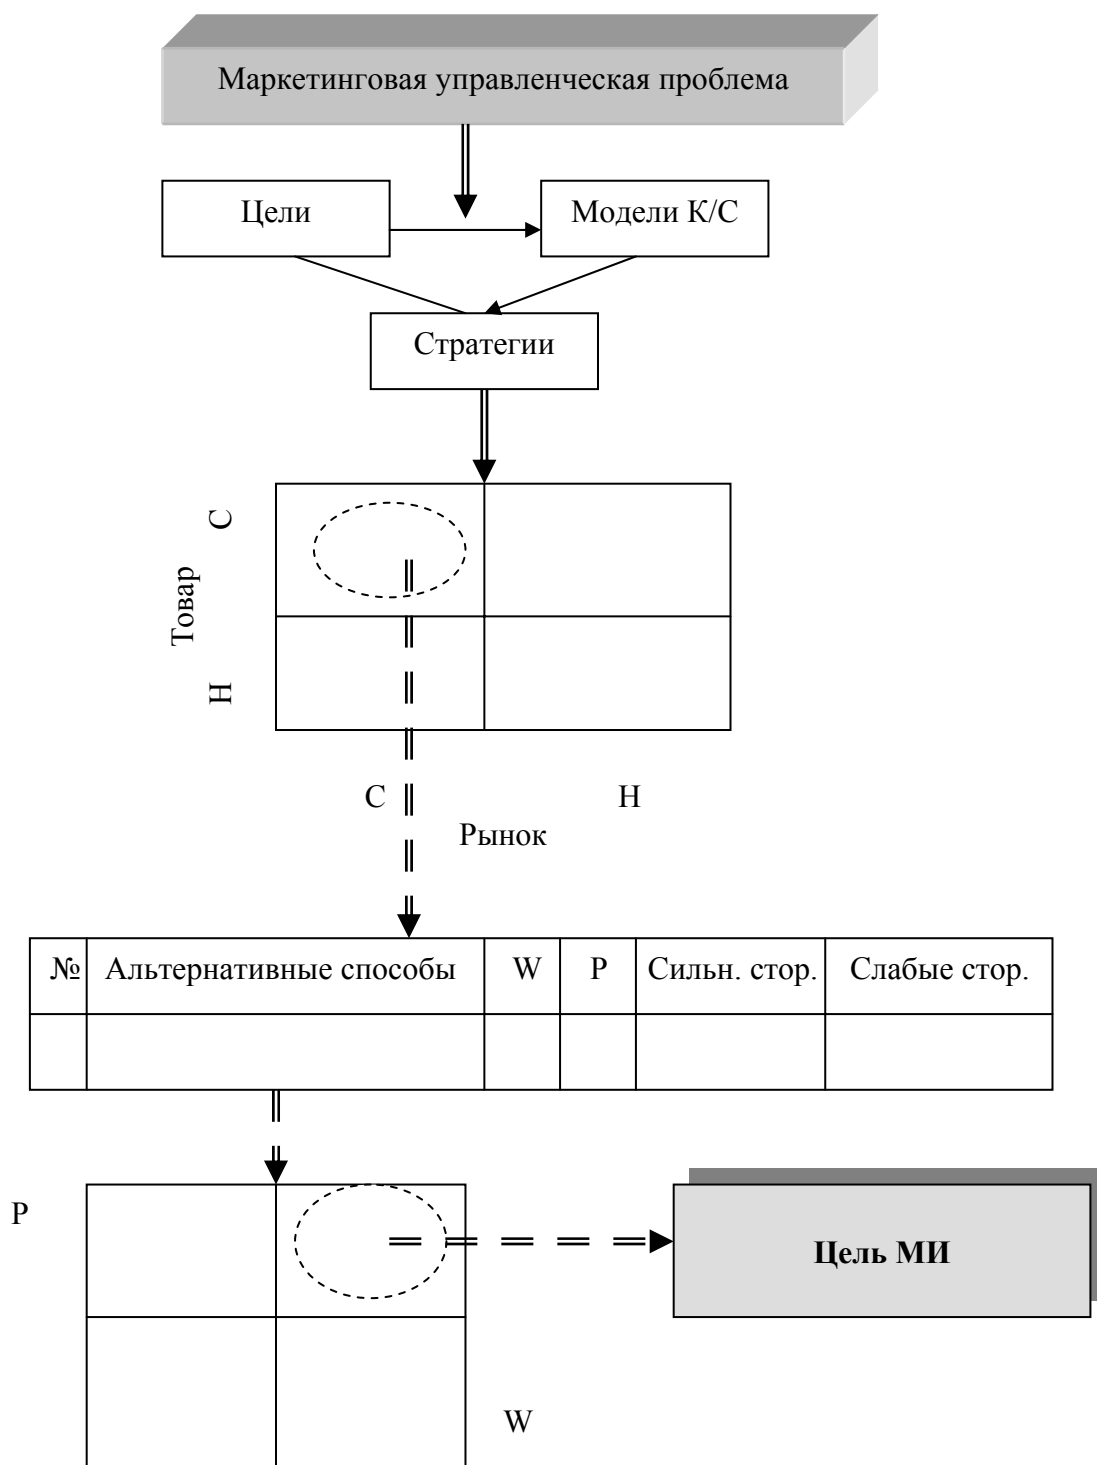 Маркетинговая управленческая проблема
Цели
Модели К/С
Стратегии
С
Товар
Н
С
Н
Рынок
№ Альтернативные способы W P Сильн. стор. Слабые стор.
P
Цель МИ
W